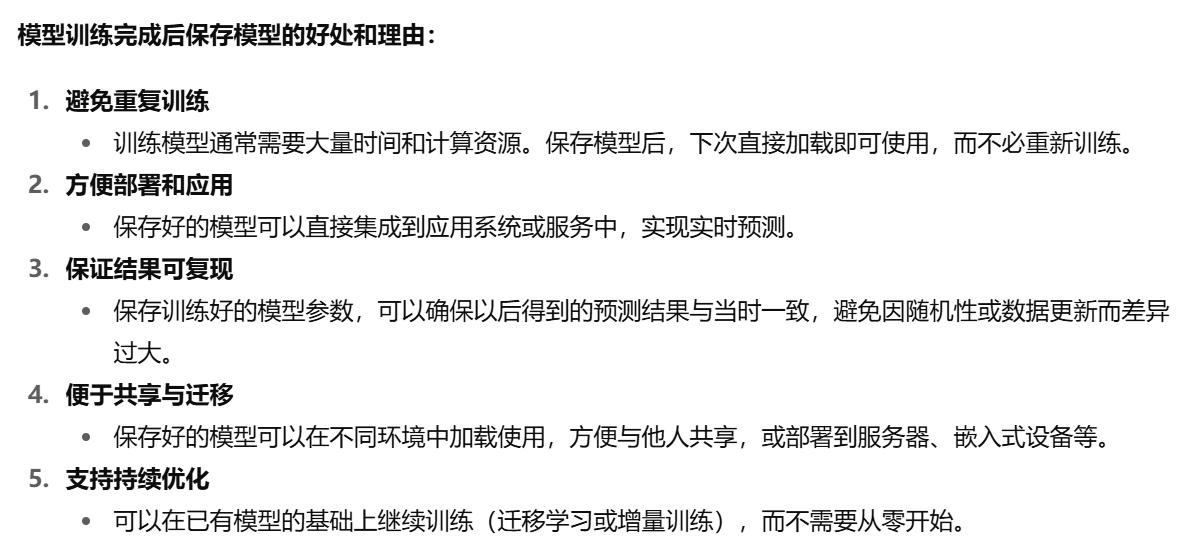 模型训练完成后保存模型的好处和理由：
1. 避免重复训练
• 训练模型通常需要大量时间和计算资源。保存模型后，下次直接加载即可使用，而不必重新训练。
2. 方便部署和应用
• 保存好的模型可以直接集成到应用系统或服务中，实现实时预测。
3. 保证结果可复现
• 保存训练好的模型参数，可以确保以后得到的预测结果与当时一致，避免因随机性或数据更新而差异
过大。
4. 便于共享与迁移
• 保存好的模型可以在不同环境中加载使用，方便与他人共享，或部署到服务器、嵌入式设备等。
5. 支持持续优化
• 可以在已有模型的基础上继续训练（迁移学习或增量训练），而不需要从零开始。